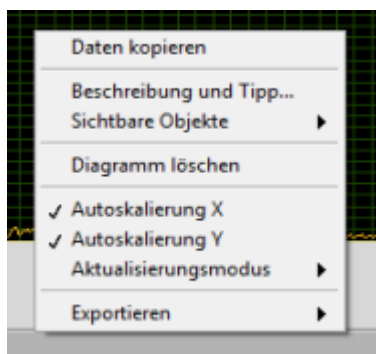 Daten kopieren
Beschreibung und Tipp...
Sichtbare Objekte
Diagramm löschen
Autoskalierung X
Autoskalierung Y
Aktualisierungsmodus
Exportieren